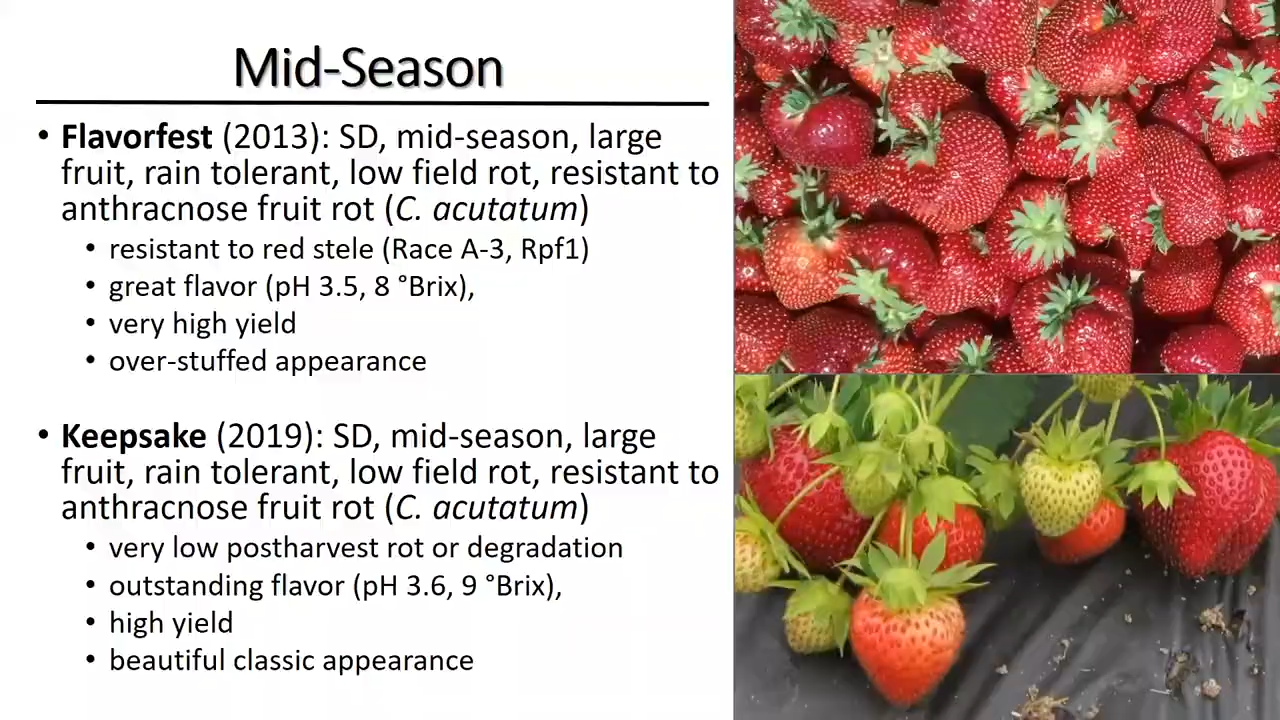 Mid-Season
• Flavorfest (2013): SD, mid-season, large
fruit, rain tolerant, low field rot, resistant to
anthracnose fruit rot (C. acutatum)
• resistant to red stele (Race A-3, Rpf1)
• great flavor (pH 3.5, 8 °Brix),
• very high yield
• over-stuffed appearance
• Keepsake (2019): SD, mid-season, large
fruit, rain tolerant, low field rot, resistant to
anthracnose fruit rot (C. acutatum)
• very low postharvest rot or degradation
• outstanding flavor (pH 3.6, 9 °Brix),
• high yield
• beautiful classic appearance